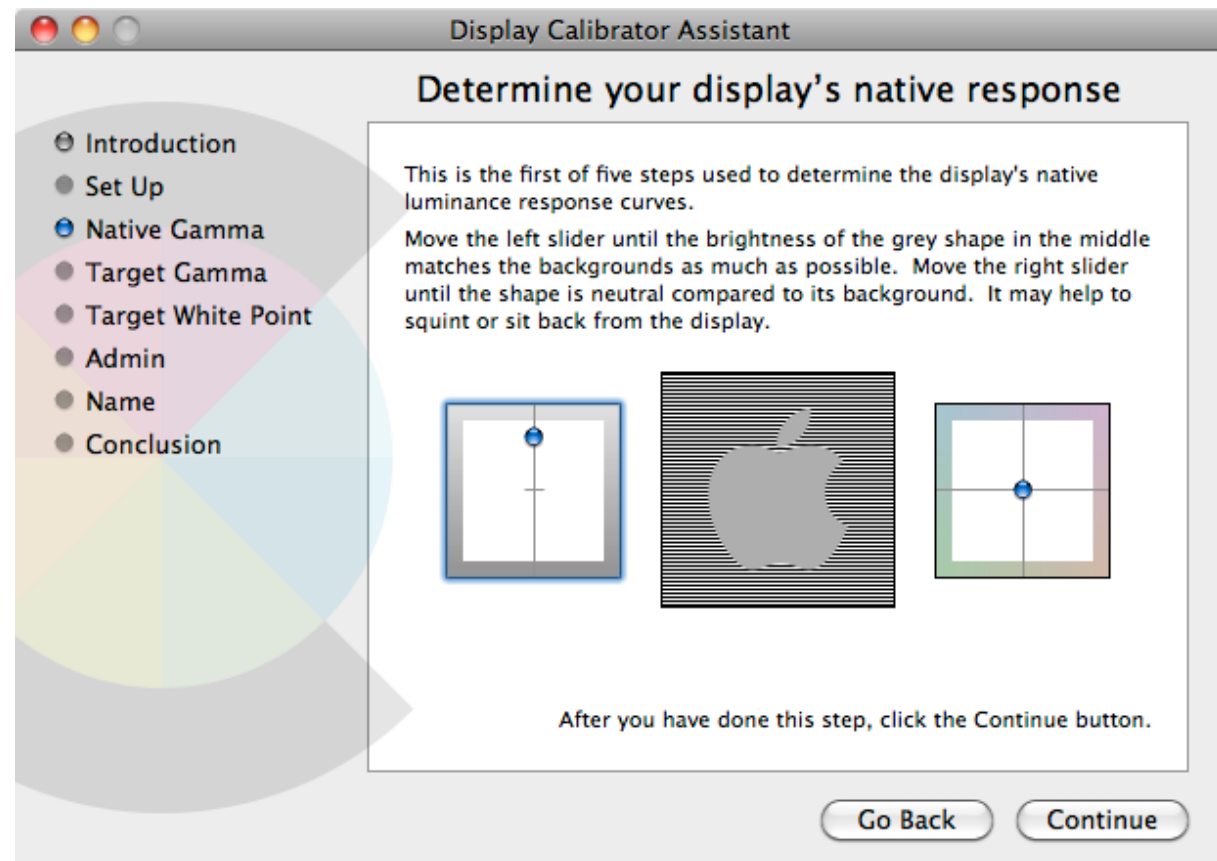 Display Calibrator Assistant
Determine your display's native response
Introduction
Set Up
Native Gamma
Target Gamma
Target White Point
Admin
Name
Conclusion
This is the first of five steps used to determine the display's native
luminance response curves.
Move the left slider until the brightness of the grey shape in the middle
matches the backgrounds as much as possible.  Move the right slider
until the shape is neutral compared to its background.  It may help to
squint or sit back from the display.
After you have done this step, click the Continue button.
Go Back
Continue